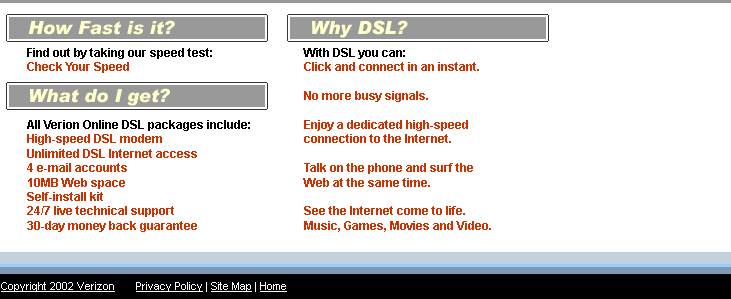 How Fast is it?
Find out by taking our speed test:
Check Your Speed
What do I get?
All Verion Online DSL packages include:
High-speed DSL modem
Unlimited DSL Internet access
4 e-mail accounts
10MB Web space
Self-install kit
24/7 live technical support
30-day money back guarantee
Why DSL?
With DSL you can:
Click and connect in an instant.
No more busy signals.
Enjoy a dedicated high-speed
connection to the Internet.
Talk on the phone and surf the
Web at the same time.
See the Internet come to life.
Music, Games, Movies and Video.
Copyright 2002 Verizon Privacy Policy | Site Map | Home